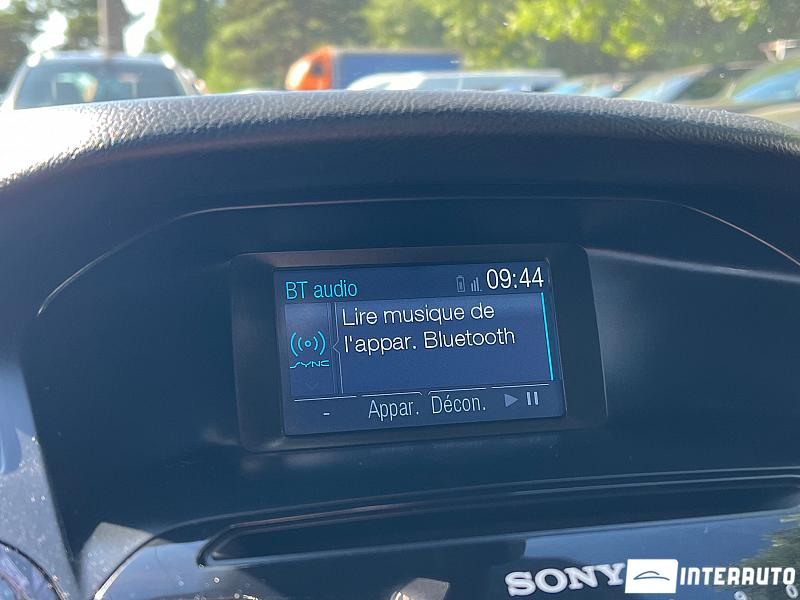 BT audio 09:44
Lire musique de
l'appar. Bluetooth
SYNC
- Appar. Décon.
SONY
INTERAUTO